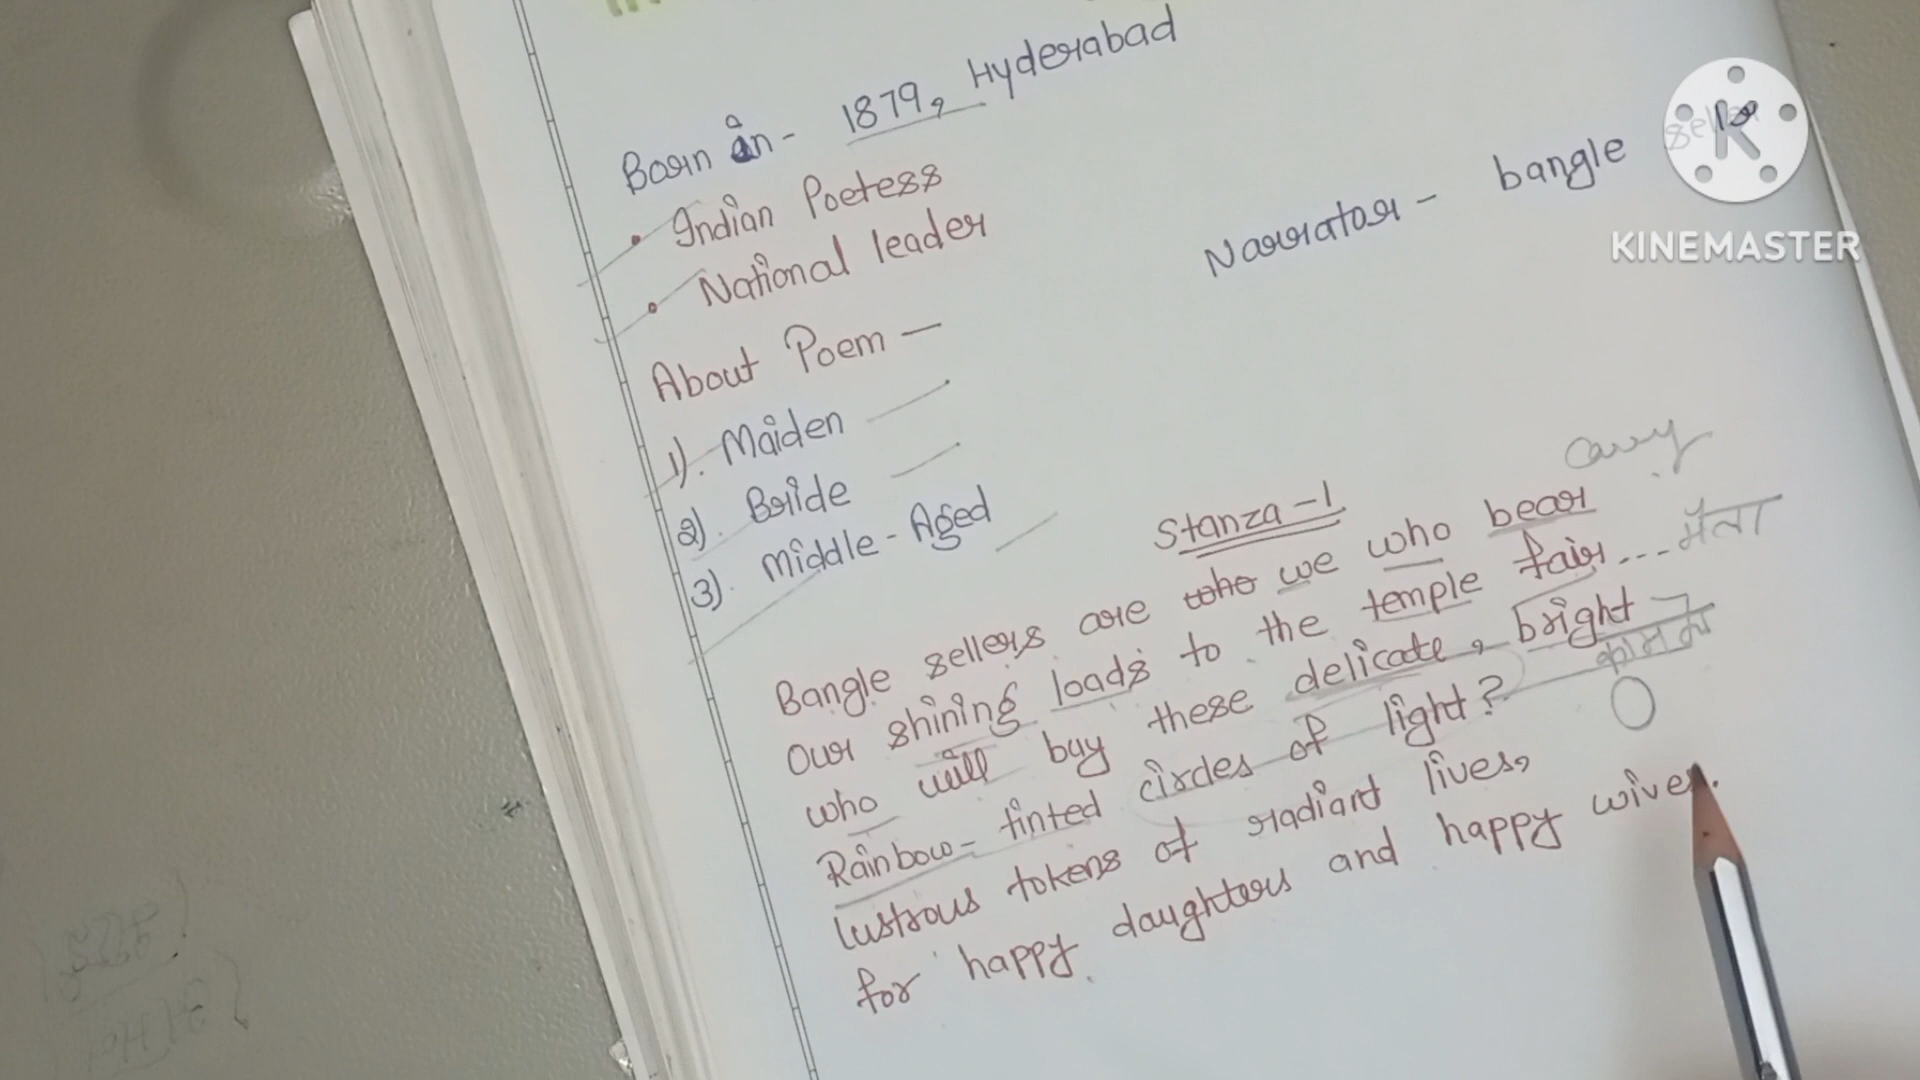 Born in - 1879, Hyderabad
• Indian Poetess
• National leader
Narrator - bangle seller
KINEMASTER
About Poem —
1). Maiden
2). Bride
3). Middle-Aged
Stanza-1
carry
Bangle sellers are who we who bear
our shining loads to the temple fair... मेला
who will buy these delicate, bright
Rainbow-tinted circles of light?
lustrous tokens of radiant lives,
for happy daughters and happy wives.